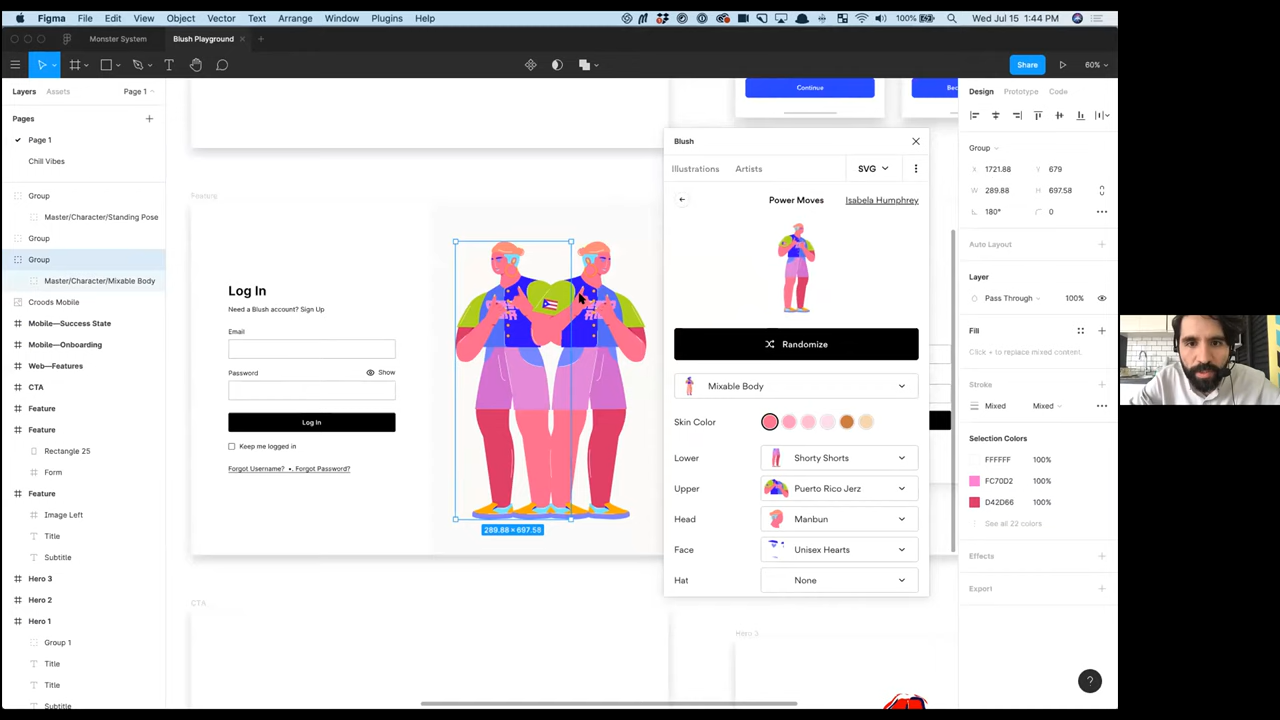 Figma File Edit View Object Vector Text Arrange Window Plugins Help 100% Wed Jul 15 1:44 PM
Monster System Blush Playground
Share 60%
Layers Assets Page 1
Pages
Page 1
Chill Vibes
Group
Master/Character/Standing Pose
Group
Group
Master/Character/Mixable Body
Croods Mobile
Mobile—Success State
Mobile—Onboarding
Web—Features
CTA
Feature
Feature
Rectangle 25
Form
Feature
Image Left
Title
Subtitle
Hero 3
Hero 2
Hero 1
Group 1
Title
Title
Subtitle
Continue
Feature
Log In
Need a Blush account? Sign Up
Email
Password Show
Log In
Keep me logged in
Forgot Username? • Forgot Password?
289.88 × 697.58
CTA
Hero 3
Blush
Illustrations Artists SVG
Power Moves Isabela Humphrey
Randomize
Mixable Body
Skin Color
Lower Shorty Shorts
Upper Puerto Rico Jerz
Head Manbun
Face Unisex Hearts
Hat None
Design Prototype Code
Group
X 1721.88 Y 679
W 289.88 H 697.58
180° 0
Auto Layout
Layer
Pass Through 100%
Fill
Click + to replace mixed content.
Stroke
Mixed Mixed
Selection Colors
FFFFFF 100%
FC70D2 100%
D42D66 100%
See all 22 colors
Effects
Export
?